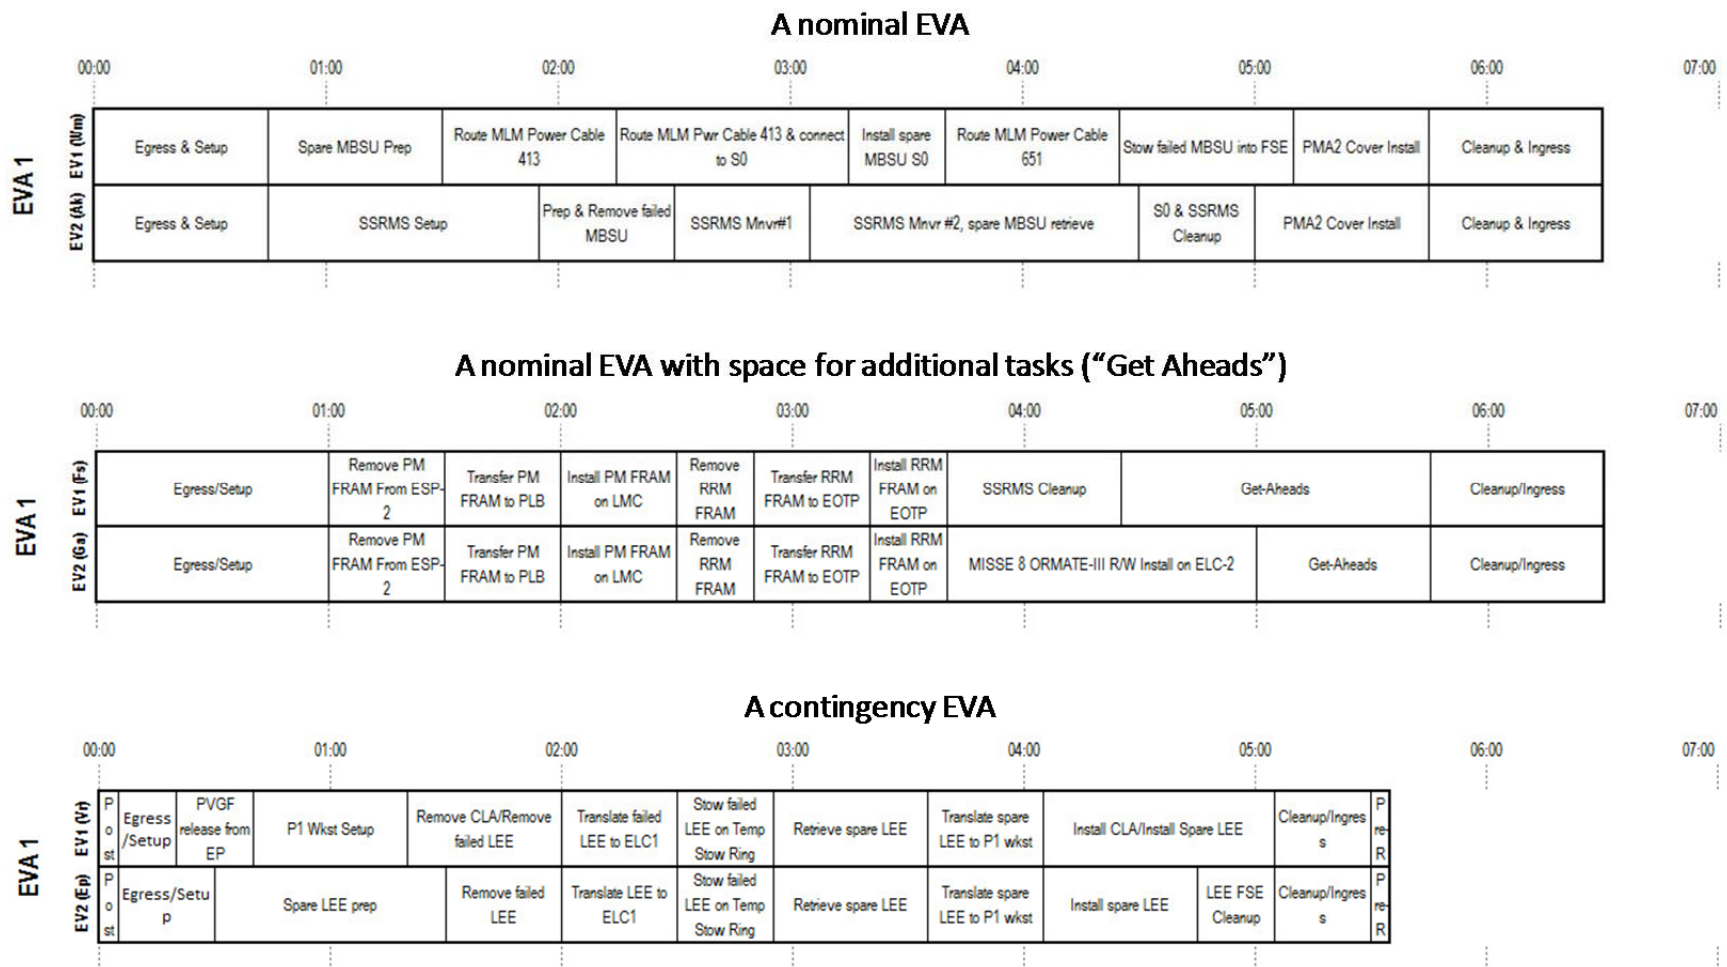 A nominal EVA
00:00 01:00 02:00 03:00 04:00 05:00 06:00 07:00
EVA 1
EV1 (Wm)
Egress & Setup
Spare MBSU Prep
Route MLM Power Cable
413
Route MLM Pwr Cable 413 & connect
to S0
Install spare
MBSU S0
Route MLM Power Cable
651
Stow failed MBSU into FSE
PMA2 Cover Install
Cleanup & Ingress
EV2 (Ak)
Egress & Setup
SSRMS Setup
Prep & Remove failed
MBSU
SSRMS Mnvr#1
SSRMS Mnvr #2, spare MBSU retrieve
S0 & SSRMS
Cleanup
PMA2 Cover Install
Cleanup & Ingress
A nominal EVA with space for additional tasks (“Get Aheads”)
00:00 01:00 02:00 03:00 04:00 05:00 06:00 07:00
EVA 1
EV1 (Fs)
Egress/Setup
Remove PM
FRAM From ESP-
2
Transfer PM
FRAM to PLB
Install PM FRAM
on LMC
Remove
RRM
FRAM
Transfer RRM
FRAM to EOTP
Install RRM
FRAM on
EOTP
SSRMS Cleanup
Get-Aheads
Cleanup/Ingress
EV2 (Ga)
Egress/Setup
Remove PM
FRAM From ESP-
2
Transfer PM
FRAM to PLB
Install PM FRAM
on LMC
Remove
RRM
FRAM
Transfer RRM
FRAM to EOTP
Install RRM
FRAM on
EOTP
MISSE 8 ORMATE-III R/W Install on ELC-2
Get-Aheads
Cleanup/Ingress
A contingency EVA
00:00 01:00 02:00 03:00 04:00 05:00 06:00 07:00
EVA 1
EV1 (Vr)
P
o
st
Egress
/Setup
PVGF
release from
EP
P1 Wkst Setup
Remove CLA/Remove
failed LEE
Translate failed
LEE to ELC1
Stow failed
LEE on Temp
Stow Ring
Retrieve spare LEE
Translate spare
LEE to P1 wkst
Install CLA/Install Spare LEE
Cleanup/Ingres
s
P
re-
R
EV2 (Ep)
P
o
st
Egress/Setu
p
Spare LEE prep
Remove failed
LEE
Translate LEE to
ELC1
Stow failed
LEE on Temp
Stow Ring
Retrieve spare LEE
Translate spare
LEE to P1 wkst
Install spare LEE
LEE FSE
Cleanup
Cleanup/Ingres
s
P
re-
R